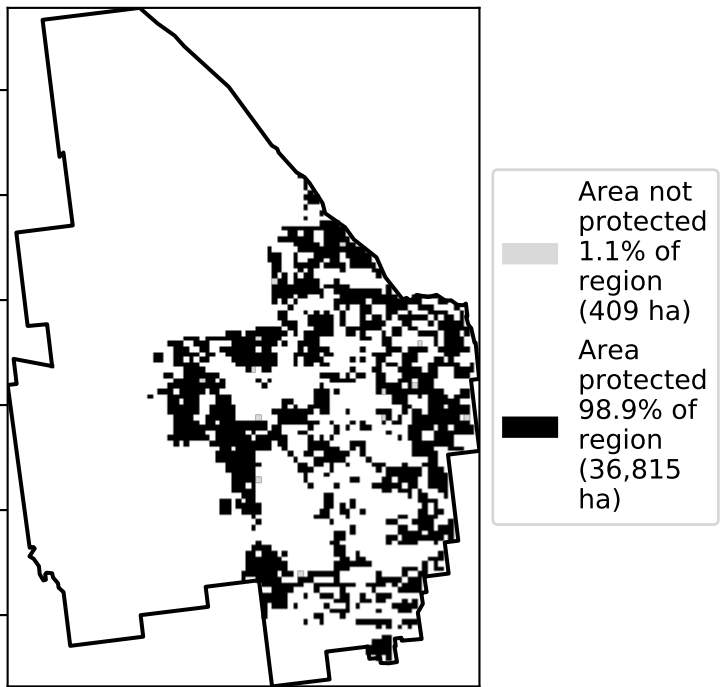 Area not
protected
1.1% of
region
(409 ha)
Area
protected
98.9% of
region
(36,815
ha)